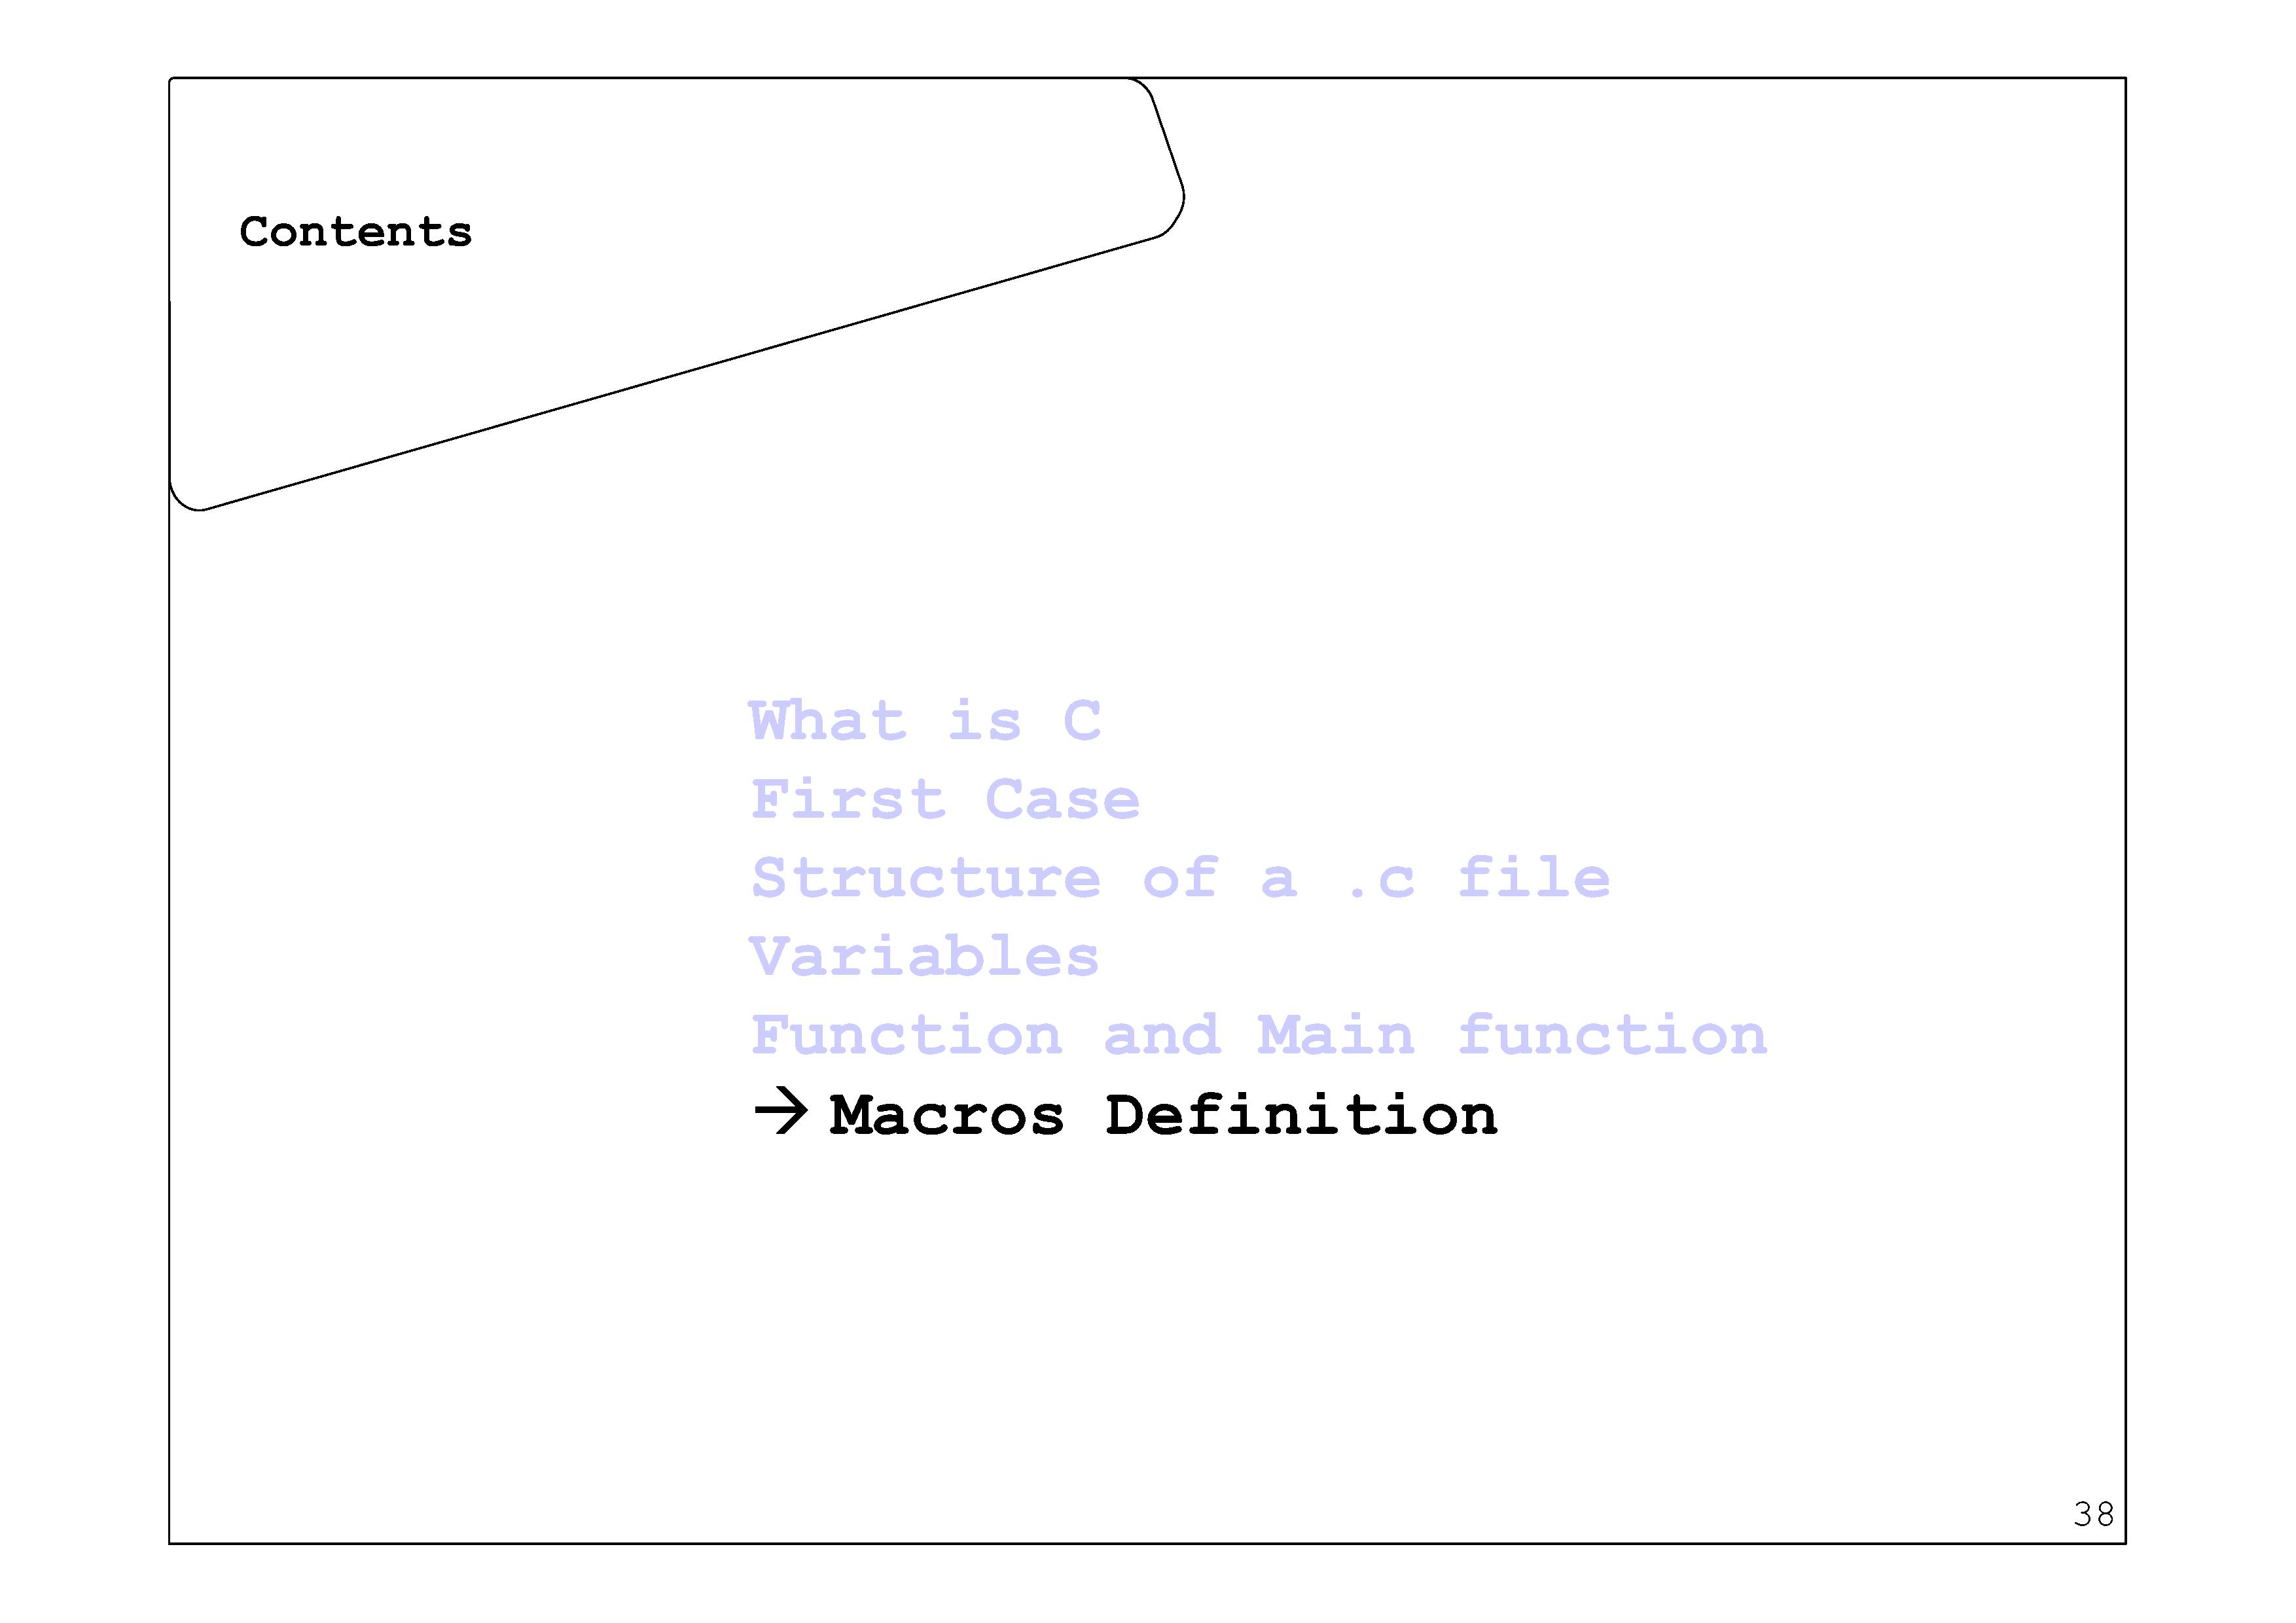 Contents
What is C
First Case
Structure of a .c file
Variables
Function and Main function
→ Macros Definition
38